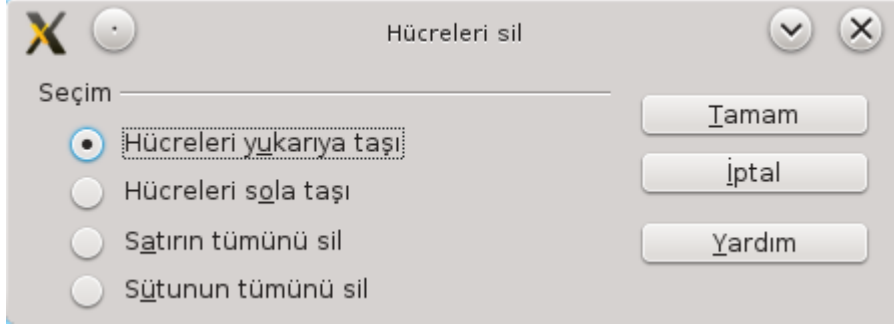 Hücreleri sil
Seçim
Hücreleri yukarıya taşı
Hücreleri sola taşı
Satırın tümünü sil
Sütunun tümünü sil
Tamam
İptal
Yardım